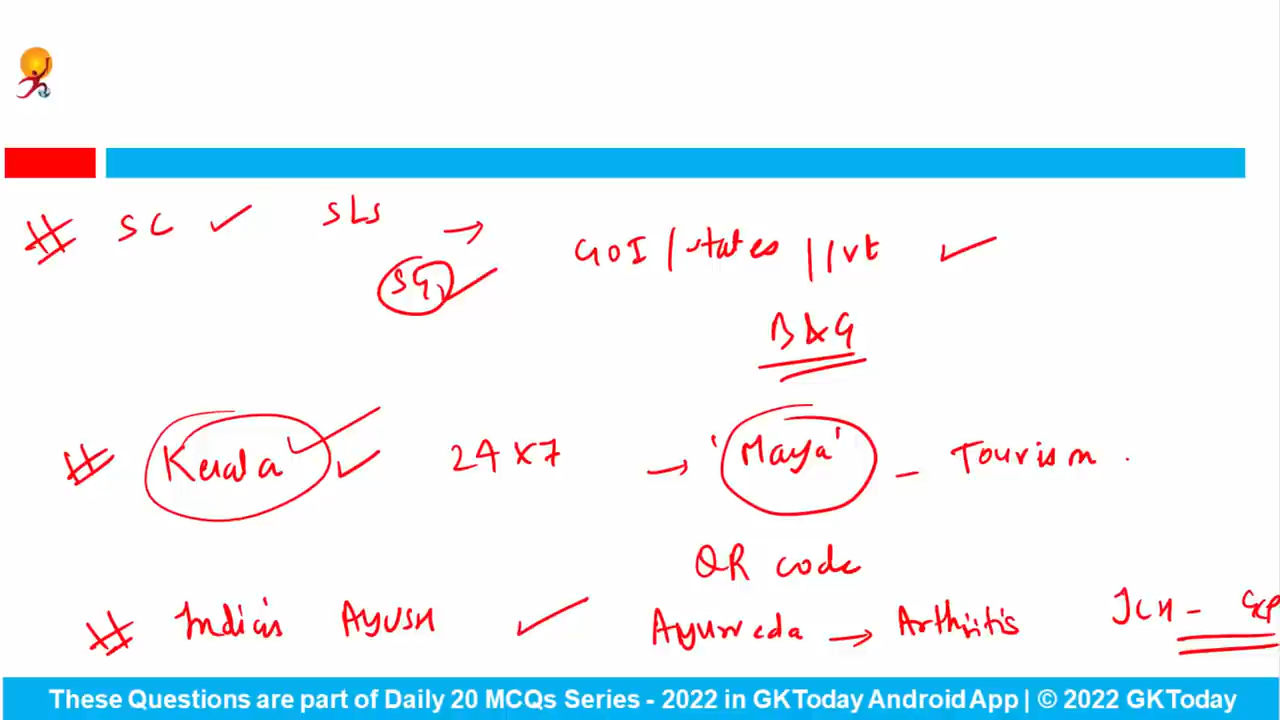 # SC SLS → GOI / states / Pvt
SG
B & G
# Kerala 24x7 → 'Maya' - Tourism
QR code
# India's AYUSH Ayurveda → Arthritis ICH -
These Questions are part of Daily 20 MCQs Series - 2022 in GKToday Android App | © 2022 GKToday